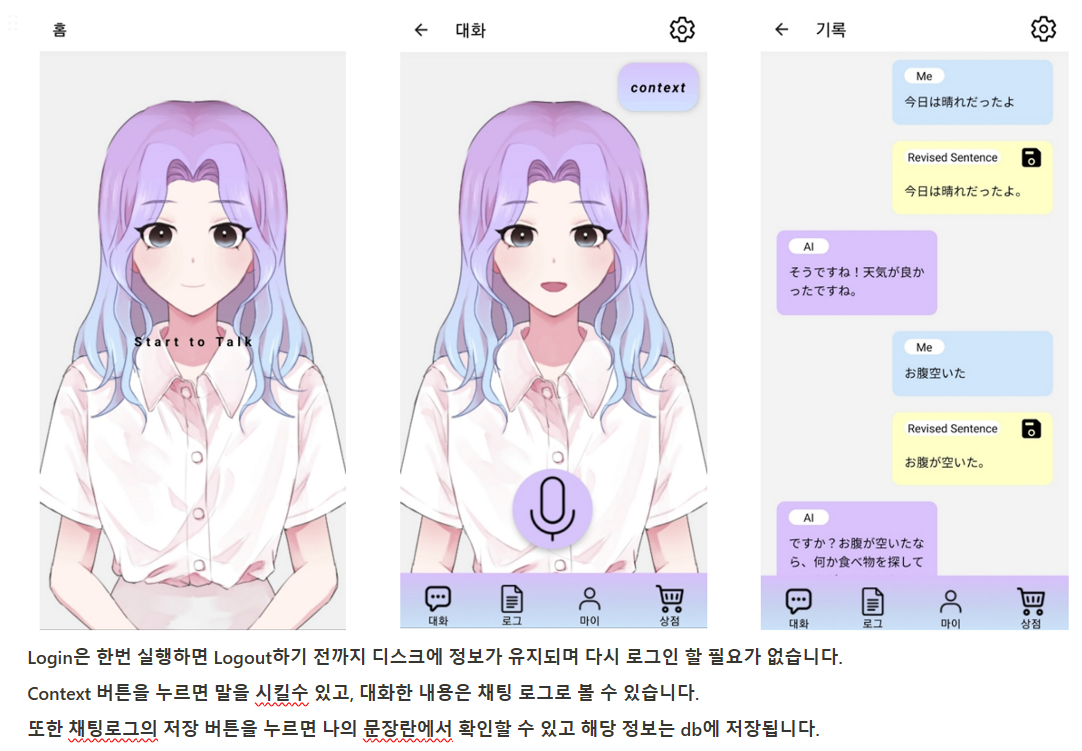 홈
Start to Talk
대화
context
대화
로그
마이
상점
기록
Me
今日は晴れだったよ
Revised Sentence
今日は晴れだったよ。
AI
そうですね！天気が良か
ったですね。
Me
お腹空いた
Revised Sentence
お腹が空いた。
AI
ですか？お腹が空いたな
ら、何か食べ物を探して
대화
로그
마이
상점
Login은 한번 실행하면 Logout하기 전까지 디스크에 정보가 유지되며 다시 로그인 할 필요가 없습니다.
Context 버튼을 누르면 말을 시킬수 있고, 대화한 내용은 채팅 로그로 볼 수 있습니다.
또한 채팅로그의 저장 버튼을 누르면 나의 문장란에서 확인할 수 있고 해당 정보는 db에 저장됩니다.